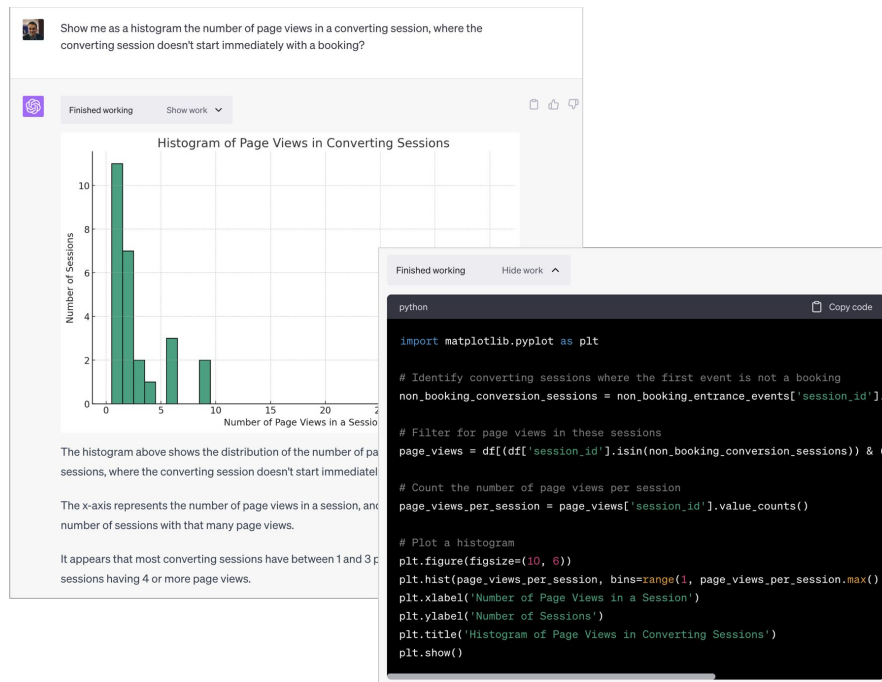 Show me as a histogram the number of page views in a converting session, where the
converting session doesn't start immediately with a booking?
Finished working Show work
Histogram of Page Views in Converting Sessions
10
8
6
4
2
0
Number of Sessions
0 5 10 15 20
Number of Page Views in a
The histogram above shows the distribution of the number of
sessions, where the converting session doesn't start
The x-axis represents the number of page views in a session,
number of sessions with that many page views.
It appears that most converting sessions have between 1 and 3
sessions having 4 or more page views.
Finished working Hide work
python Copy code
import matplotlib.pyplot as plt
# Identify converting sessions where the first event is not a booking
non_booking_conversion_sessions = non_booking_entrance_events['session_id'].
# Filter for page views in these sessions
page_views = df[(df['session_id'].isin(non_booking_conversion_sessions)) & (
# Count the number of page views per session
page_views_per_session = page_views['session_id'].value_counts()
# Plot a histogram
plt.figure(figsize=(10, 6))
plt.hist(page_views_per_session, bins=range(1, page_views_per_session.max()
plt.xlabel('Number of Page Views in a Session')
plt.ylabel('Number of Sessions')
plt.title('Histogram of Page Views in Converting Sessions')
plt.show()